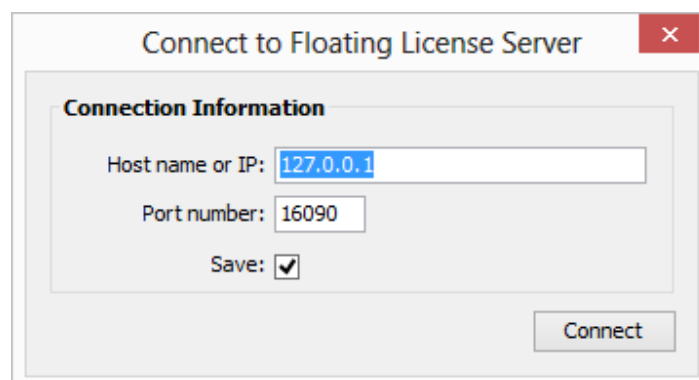 Connect to Floating License Server
Connection Information
Host name or IP: 127.0.0.1
Port number: 16090
Save:
Connect